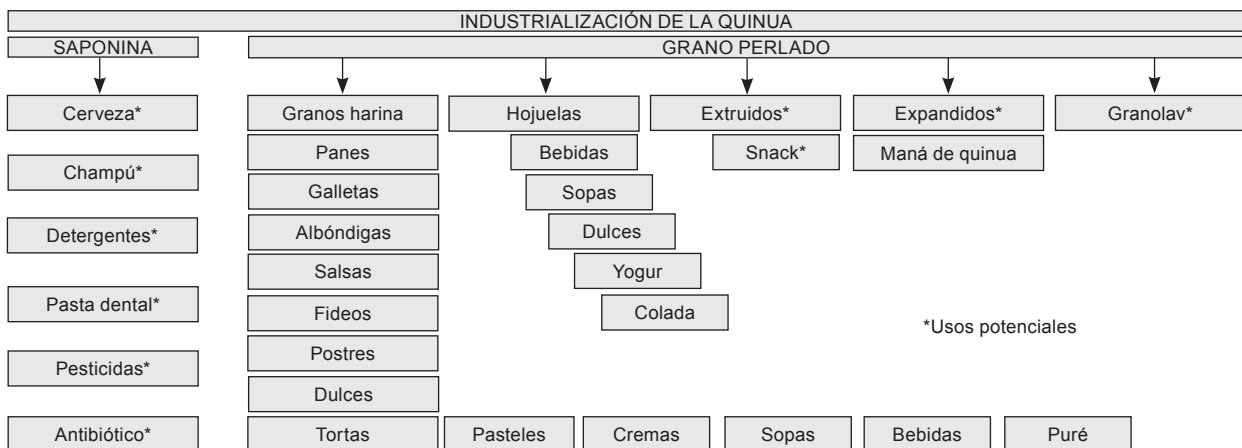 INDUSTRIALIZACIÓN DE LA QUINUA
SAPONINA
GRANO PERLADO
Cerveza*
Granos harina
Hojuelas
Extruidos*
Expandidos*
Granolav*
Panes
Bebidas
Snack*
Maná de quinua
Champú*
Galletas
Sopas
Detergentes*
Albóndigas
Dulces
Salsas
Yogur
Pasta dental*
Fideos
Colada
*Usos potenciales
Pesticidas*
Postres
Dulces
Antibiótico*
Tortas
Pasteles
Cremas
Sopas
Bebidas
Puré